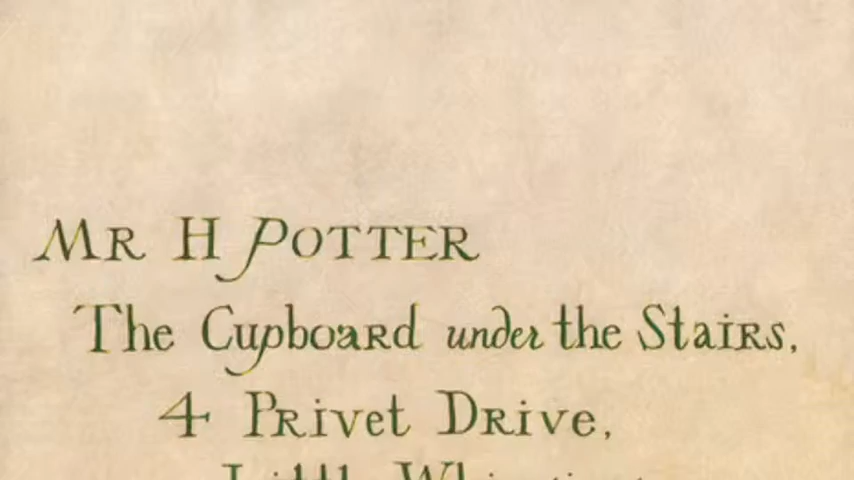 Mr H Potter
The Cupboard under the Stairs,
4 Privet Drive,